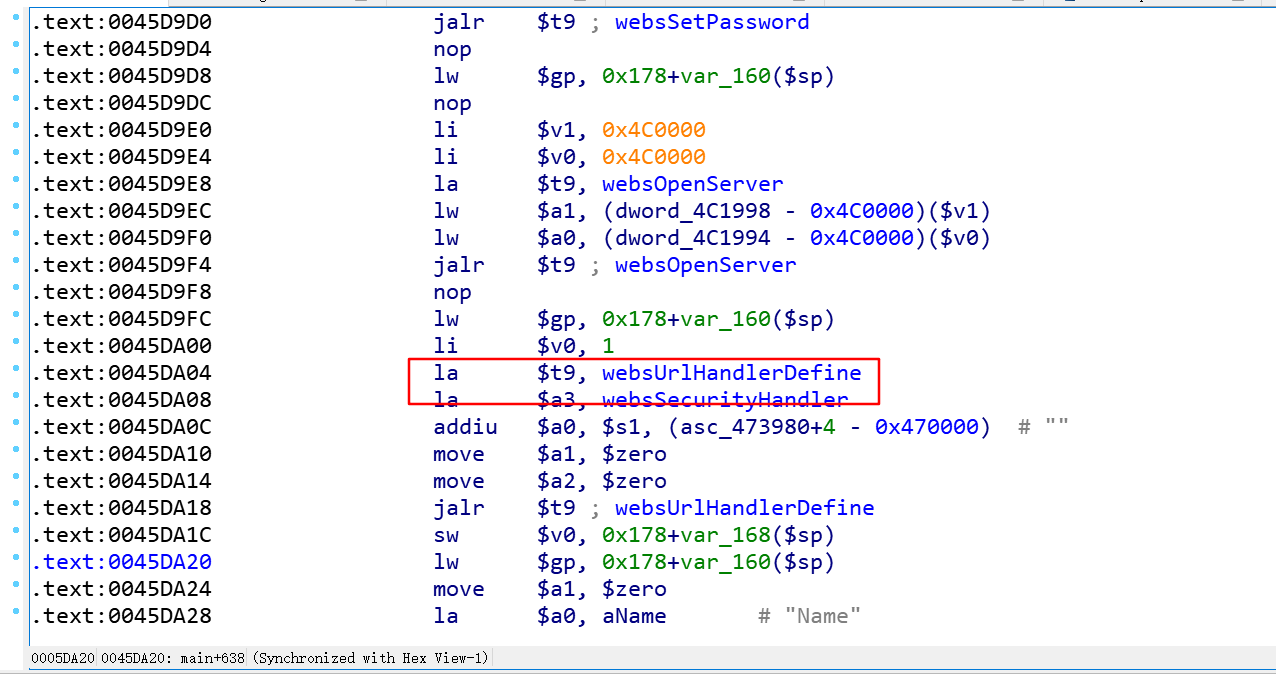 .text:0045D9D0 jalr $t9 ; websSetPassword
.text:0045D9D4 nop
.text:0045D9D8 lw $gp, 0x178+var_160($sp)
.text:0045D9DC nop
.text:0045D9E0 li $v1, 0x4C0000
.text:0045D9E4 li $v0, 0x4C0000
.text:0045D9E8 la $t9, websOpenServer
.text:0045D9EC lw $a1, (dword_4C1998 - 0x4C0000)($v1)
.text:0045D9F0 lw $a0, (dword_4C1994 - 0x4C0000)($v0)
.text:0045D9F4 jalr $t9 ; websOpenServer
.text:0045D9F8 nop
.text:0045D9FC lw $gp, 0x178+var_160($sp)
.text:0045DA00 li $v0, 1
.text:0045DA04 la $t9, websUrlHandlerDefine
.text:0045DA08 la $a3, websSecurityHandler
.text:0045DA0C addiu $a0, $s1, (asc_473980+4 - 0x470000) # ""
.text:0045DA10 move $a1, $zero
.text:0045DA14 move $a2, $zero
.text:0045DA18 jalr $t9 ; websUrlHandlerDefine
.text:0045DA1C sw $v0, 0x178+var_168($sp)
.text:0045DA20 lw $gp, 0x178+var_160($sp)
.text:0045DA24 move $a1, $zero
.text:0045DA28 la $a0, aName # "Name"
0005DA20 0045DA20: main+638 (Synchronized with Hex View-1)